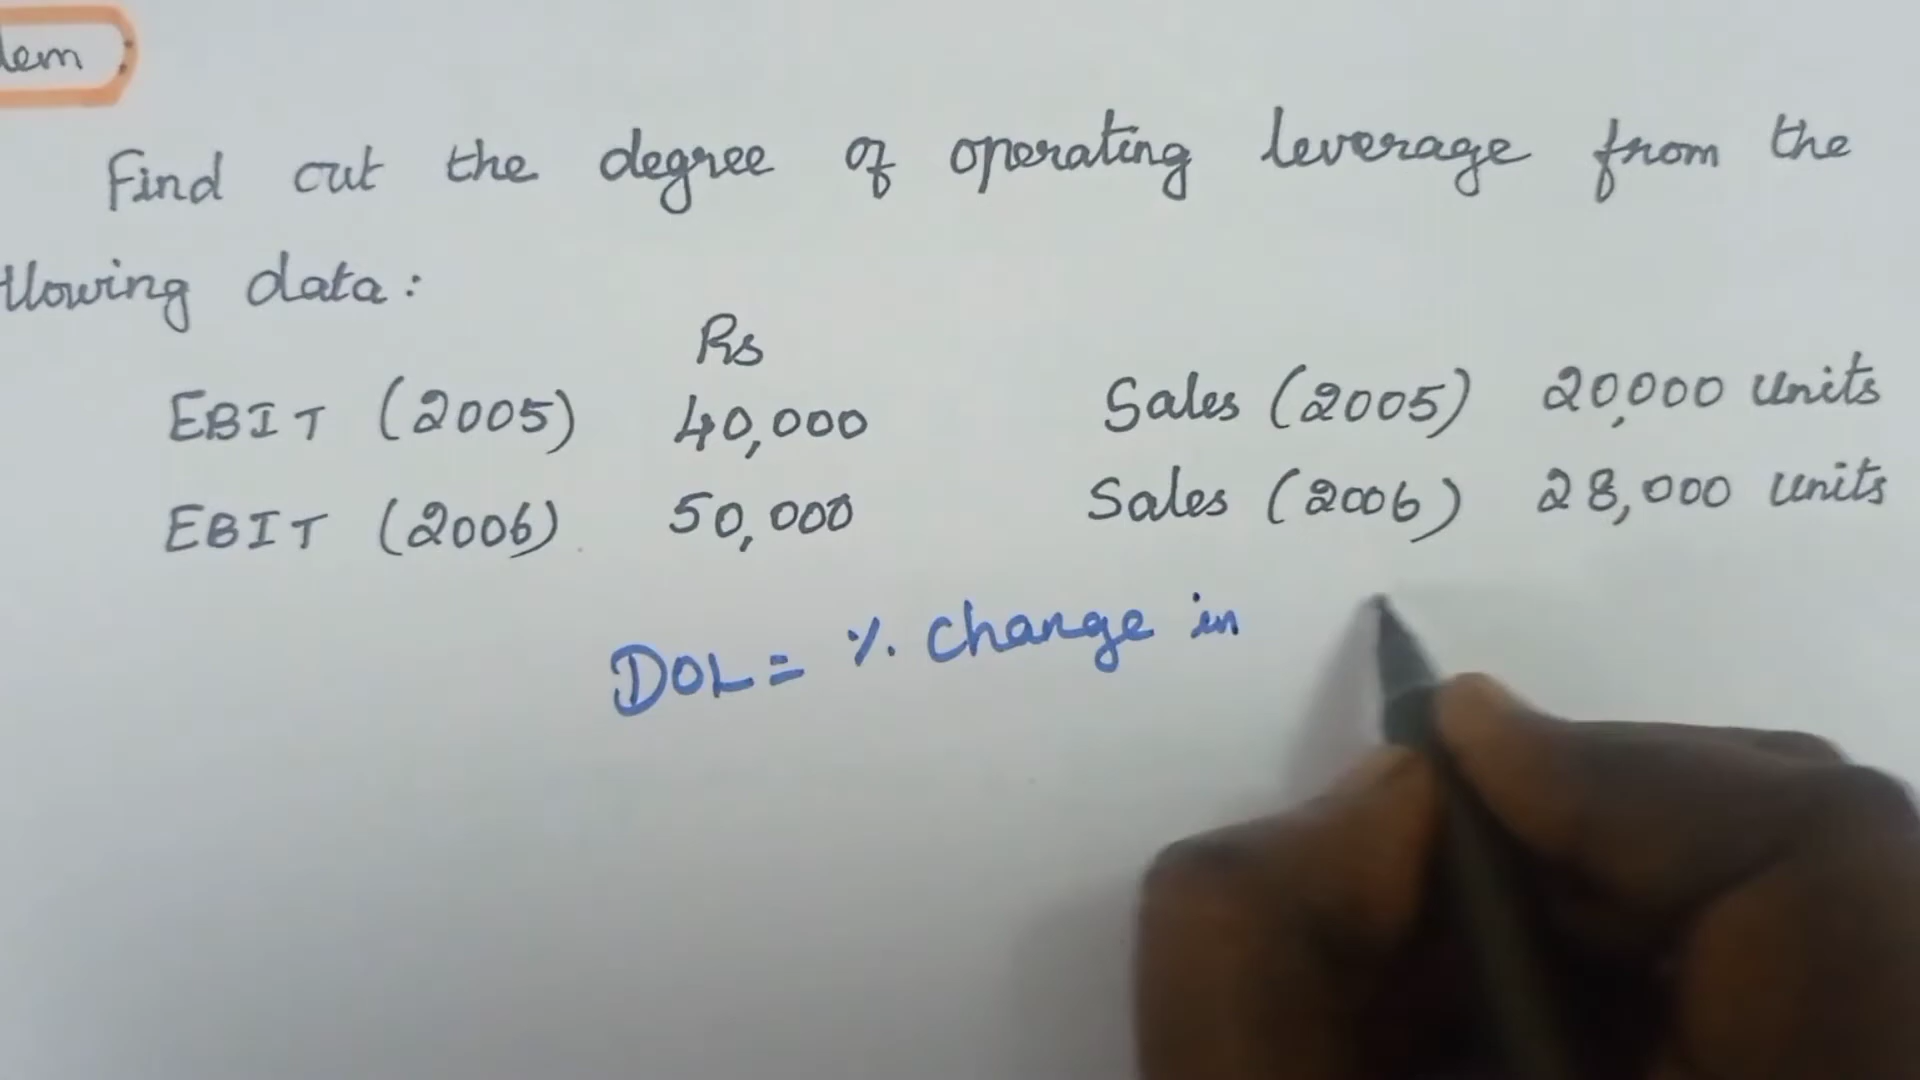 lem :
Find out the degree of operating leverage from the
llowing data:
Rs
EBIT (2005) 40,000 Sales (2005) 20,000 units
EBIT (2006) 50,000 Sales (2006) 28,000 units
DOL = % change in